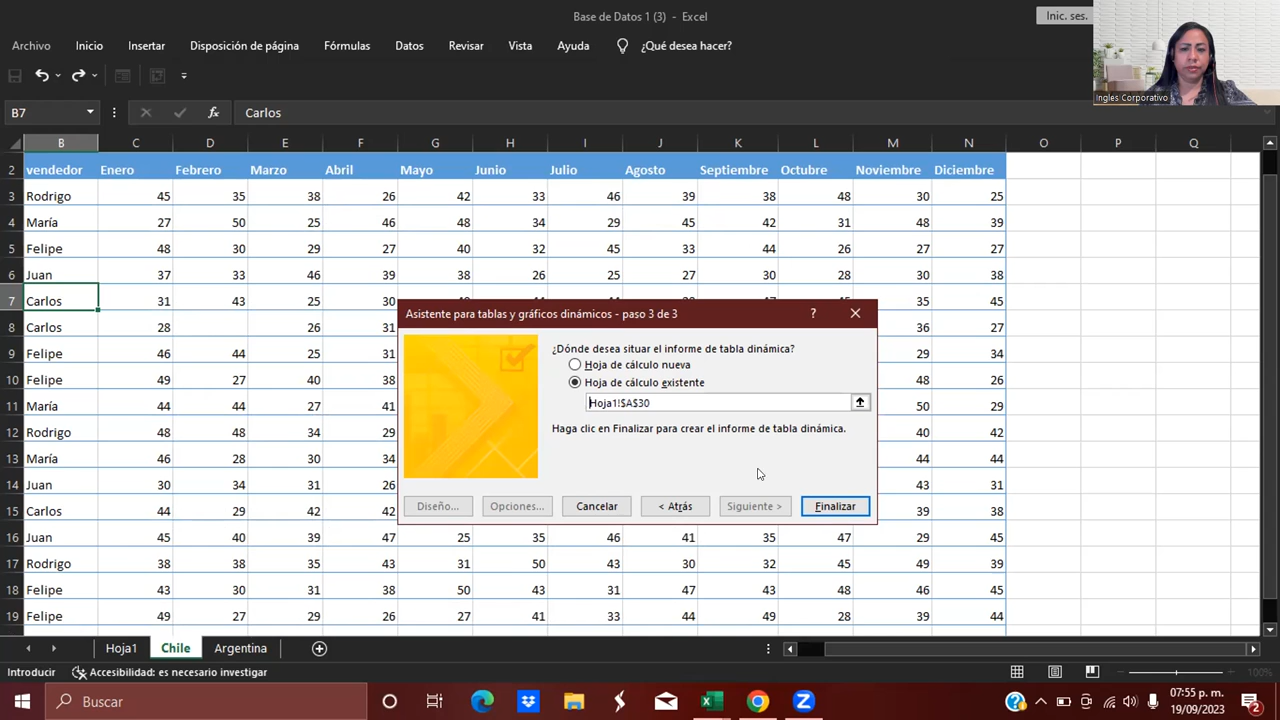 Base de Datos 1 (3) - Excel
Inic. ses.
Archivo Inicio Insertar Disposición de página Fórmulas Datos Revisar Vista Ayuda ¿Qué desea hacer?
Ingles Corporativo
B7 fx Carlos
B C D E F G H I J K L M N O P Q
2 vendedor Enero Febrero Marzo Abril Mayo Junio Julio Agosto Septiembre Octubre Noviembre Diciembre
3 Rodrigo 45 35 38 26 42 33 46 39 38 48 30 25
4 María 27 50 25 46 48 34 29 45 42 31 48 39
5 Felipe 48 30 29 27 40 32 45 33 44 26 27 27
6 Juan 37 33 46 39 38 26 25 27 30 28 30 38
7 Carlos 31 43 25 30 35 45
8 Carlos 28 26 31 36 27
9 Felipe 46 44 25 31 29 34
10 Felipe 49 27 40 38 48 26
11 María 44 44 29 38 50 29
12 Rodrigo 48 48 34 29 40 42
13 María 46 28 30 34 44 43
14 Juan 30 34 31 26 43 31
15 Carlos 44 29 42 42 39 38
16 Juan 45 40 39 47 25 35 46 41 35 47 29 45
17 Rodrigo 38 38 35 43 31 50 43 30 32 45 49 39
18 Felipe 43 30 31 38 50 43 31 47 43 48 46 45
19 Felipe 49 27 29 26 27 41 33 44 49 28 39 44
Asistente para tablas y gráficos dinámicos - paso 3 de 3 ?
¿Dónde desea situar el informe de tabla dinámica?
Hoja de cálculo nueva
Hoja de cálculo existente
Hoja1!$A$30
Haga clic en Finalizar para crear el informe de tabla dinámica.
Diseño... Opciones... Cancelar < Atrás Siguiente > Finalizar
Hoja1 Chile Argentina
Introducir Accesibilidad: es necesario investigar 100%
Buscar
07:55 p. m.
19/09/2023
2